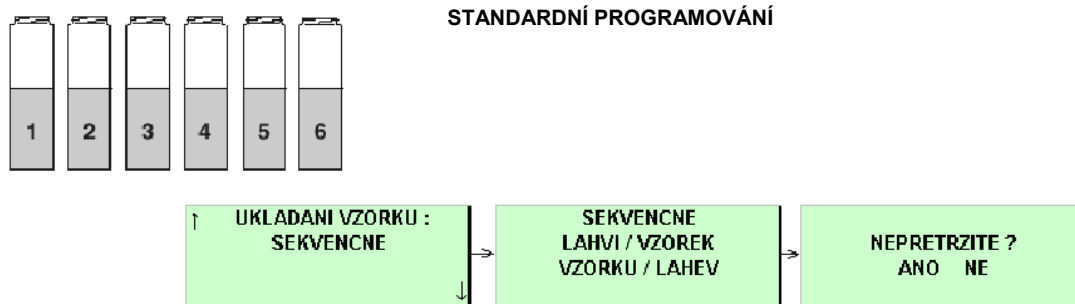 STANDARDNÍ PROGRAMOVÁNÍ
1 2 3 4 5 6
↑ UKLADANI VZORKU :
SEKVENCNE
↓
SEKVENCNE
LAHVI / VZOREK
VZORKU / LAHEV
NEPRETRZITE ?
ANO NE